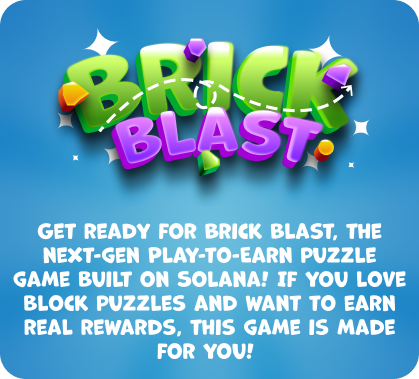 BRICK
BLAST
GET READY FOR BRICK BLAST, THE
NEXT-GEN PLAY-TO-EARN PUZZLE
GAME BUILT ON SOLANA! IF YOU LOVE
BLOCK PUZZLES AND WANT TO EARN
REAL REWARDS, THIS GAME IS MADE
FOR YOU!